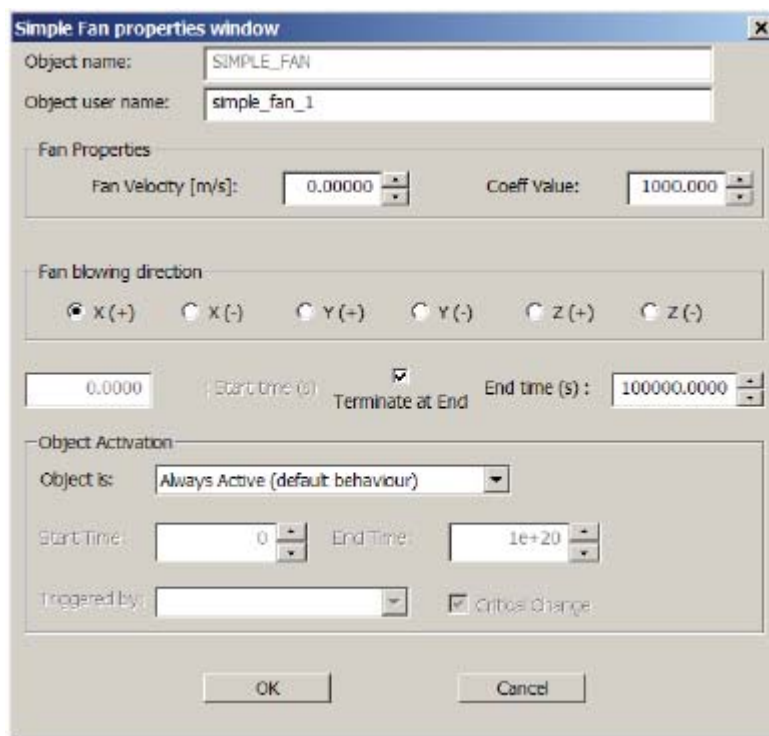 Simple Fan properties window
Object name: SIMPLE_FAN
Object user name: simple_fan_1
Fan Properties
Fan Velocity [m/s]: 0.00000 Coeff Value: 1000.000
Fan blowing direction
X (+) X (-) Y (+) Y (-) Z (+) Z (-)
0.0000 : Start time (s) Terminate at End End time (s) : 100000.0000
Object Activation
Object is: Always Active (default behaviour)
Start Time: 0 End Time: 1e+20
Triggered by: Critical Change
OK Cancel